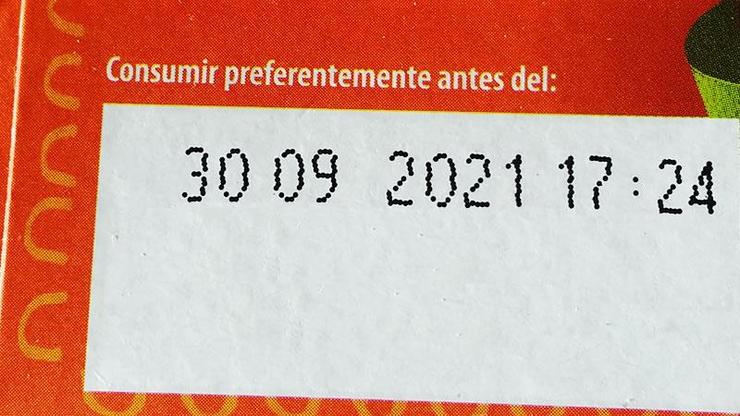 Consumir preferentemente antes del:
30 09 2021 17:24